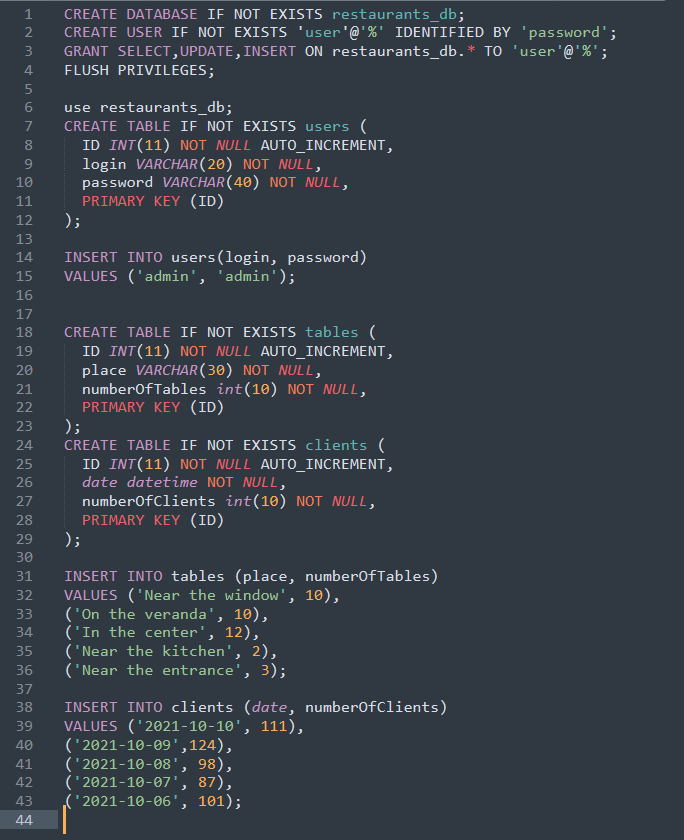 1 CREATE DATABASE IF NOT EXISTS restaurants_db;
2 CREATE USER IF NOT EXISTS 'user'@'%' IDENTIFIED BY 'password';
3 GRANT SELECT,UPDATE,INSERT ON restaurants_db.* TO 'user'@'%';
4 FLUSH PRIVILEGES;
5
6 use restaurants_db;
7 CREATE TABLE IF NOT EXISTS users (
8 ID INT(11) NOT NULL AUTO_INCREMENT,
9 login VARCHAR(20) NOT NULL,
10 password VARCHAR(40) NOT NULL,
11 PRIMARY KEY (ID)
12 );
13
14 INSERT INTO users(login, password)
15 VALUES ('admin', 'admin');
16
17
18 CREATE TABLE IF NOT EXISTS tables (
19 ID INT(11) NOT NULL AUTO_INCREMENT,
20 place VARCHAR(30) NOT NULL,
21 numberOfTables int(10) NOT NULL,
22 PRIMARY KEY (ID)
23 );
24 CREATE TABLE IF NOT EXISTS clients (
25 ID INT(11) NOT NULL AUTO_INCREMENT,
26 date datetime NOT NULL,
27 numberOfClients int(10) NOT NULL,
28 PRIMARY KEY (ID)
29 );
30
31 INSERT INTO tables (place, numberOfTables)
32 VALUES ('Near the window', 10),
33 ('On the veranda', 10),
34 ('In the center', 12),
35 ('Near the kitchen', 2),
36 ('Near the entrance', 3);
37
38 INSERT INTO clients (date, numberOfClients)
39 VALUES ('2021-10-10', 111),
40 ('2021-10-09',124),
41 ('2021-10-08', 98),
42 ('2021-10-07', 87),
43 ('2021-10-06', 101);
44